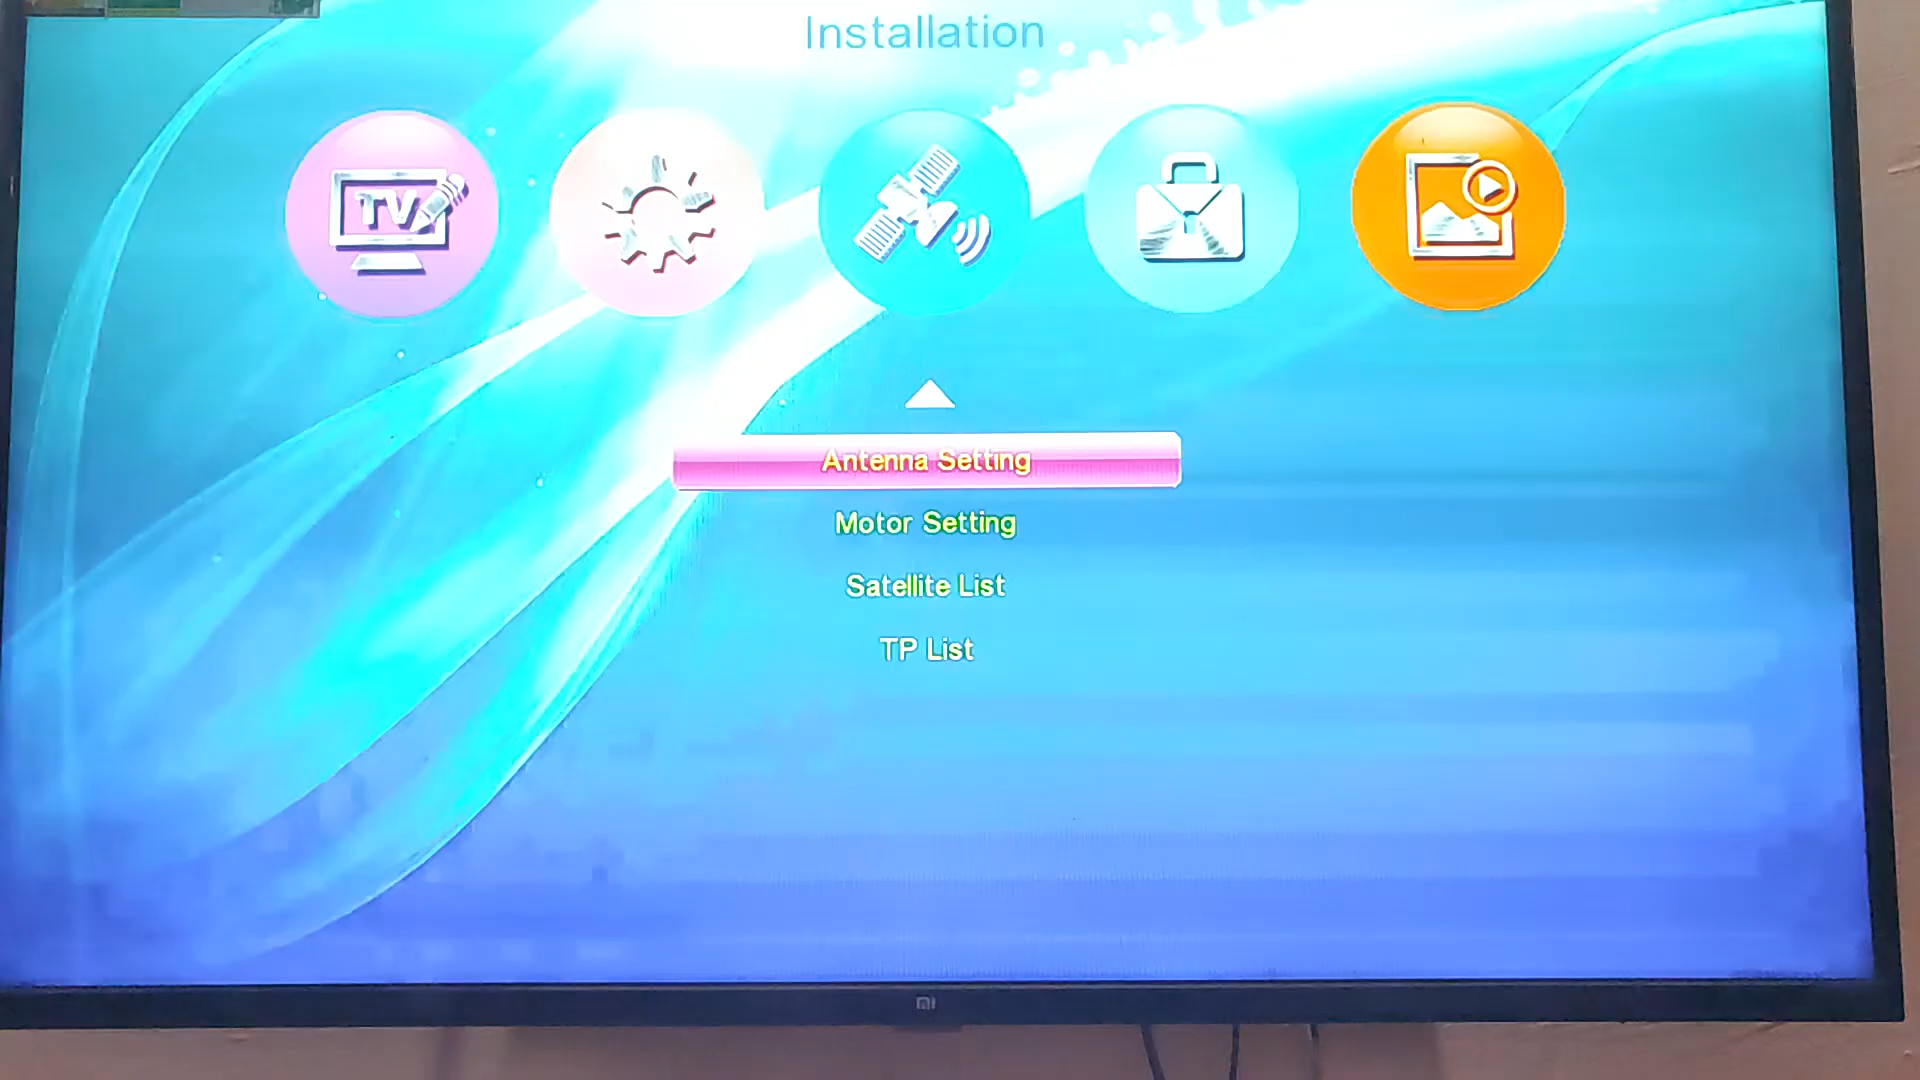 Installation
TV
Antenna Setting
Motor Setting
Satellite List
TP List
mi